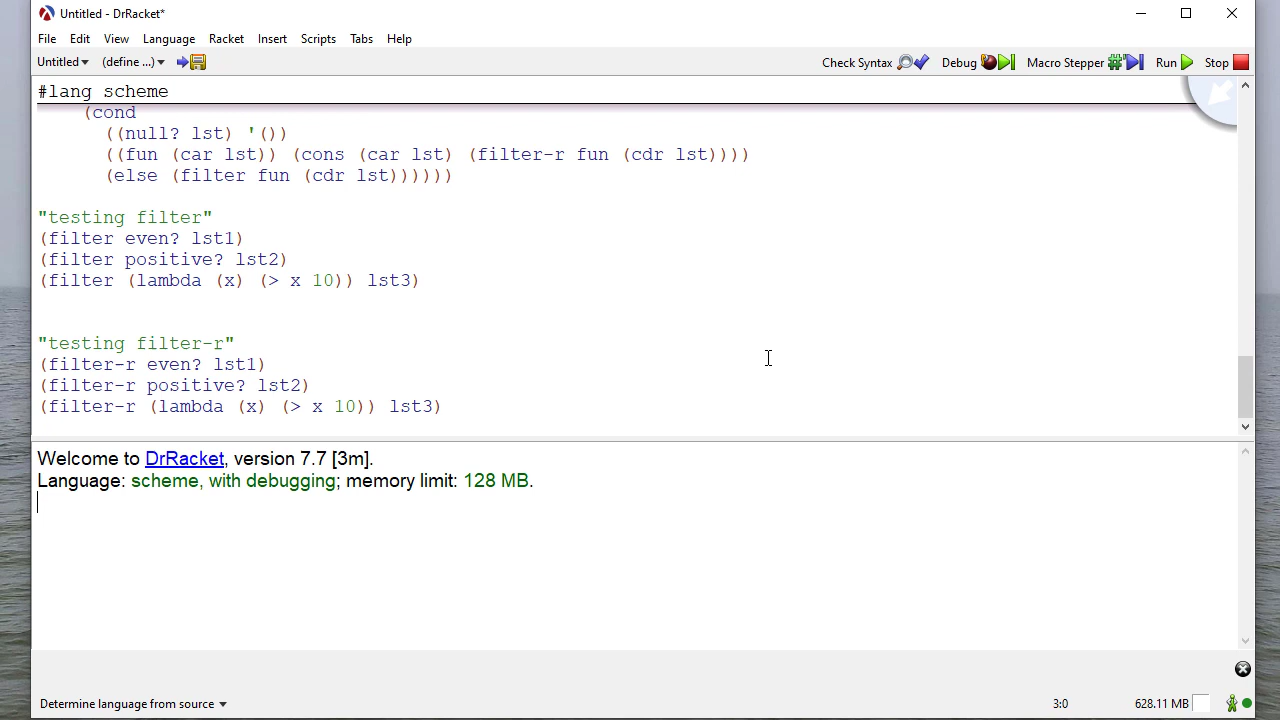 Untitled - DrRacket*
File Edit View Language Racket Insert Scripts Tabs Help
Untitled (define ...) Check Syntax Debug Macro Stepper Run Stop
#lang scheme
(cond
((null? lst) '())
((fun (car lst)) (cons (car lst) (filter-r fun (cdr lst))))
(else (filter fun (cdr lst))))))
"testing filter"
(filter even? lst1)
(filter positive? lst2)
(filter (lambda (x) (> x 10)) lst3)
"testing filter-r"
(filter-r even? lst1)
(filter-r positive? lst2)
(filter-r (lambda (x) (> x 10)) lst3)
Welcome to DrRacket, version 7.7 [3m].
Language: scheme, with debugging; memory limit: 128 MB.
Determine language from source 3:0 628.11 MB